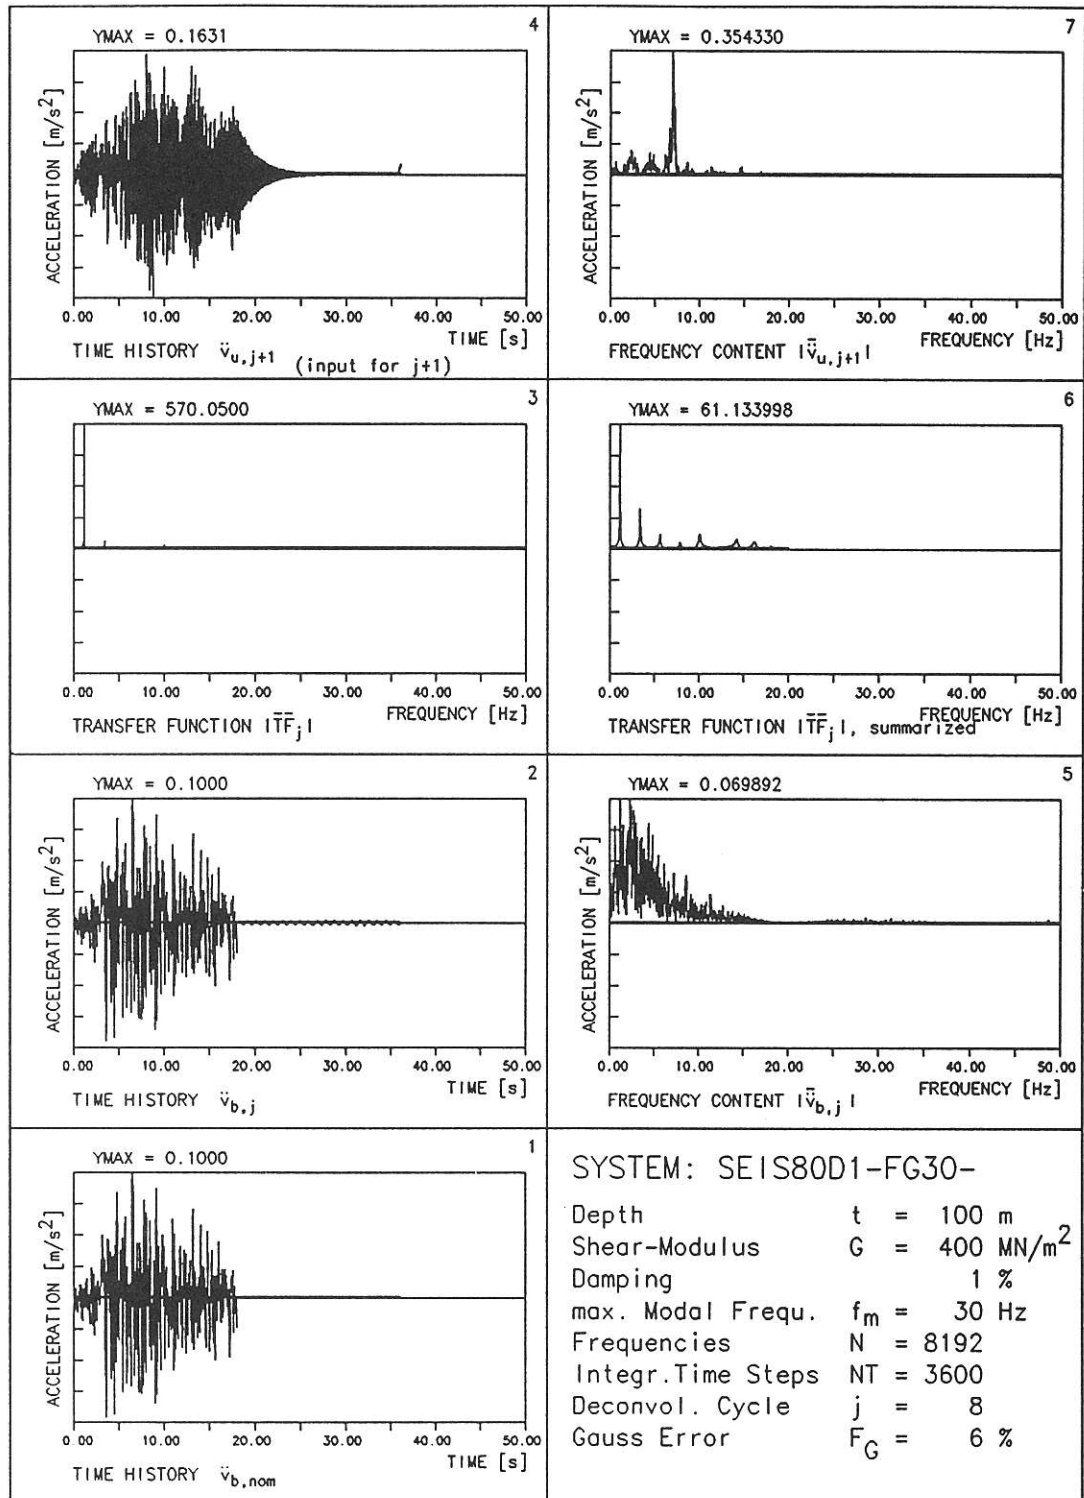 4
YMAX = 0.1631
ACCELERATION [m/s²]
0.00 10.00 20.00 30.00 40.00 50.00
TIME [s]
TIME HISTORY v̈u,j+1 (input for j+1)
7
YMAX = 0.354330
ACCELERATION [m/s²]
0.00 10.00 20.00 30.00 40.00 50.00
FREQUENCY [Hz]
FREQUENCY CONTENT |v̈̄u,j+1|
3
YMAX = 570.0500
0.00 10.00 20.00 30.00 40.00 50.00
FREQUENCY [Hz]
TRANSFER FUNCTION |T̄F̄j|
6
YMAX = 61.133998
0.00 10.00 20.00 30.00 40.00 50.00
FREQUENCY [Hz]
TRANSFER FUNCTION |T̄F̄j|, summarized
2
YMAX = 0.1000
ACCELERATION [m/s²]
0.00 10.00 20.00 30.00 40.00 50.00
TIME [s]
TIME HISTORY v̈b,j
5
YMAX = 0.069892
ACCELERATION [m/s²]
0.00 10.00 20.00 30.00 40.00 50.00
FREQUENCY [Hz]
FREQUENCY CONTENT |v̈̄b,j|
1
YMAX = 0.1000
ACCELERATION [m/s²]
0.00 10.00 20.00 30.00 40.00 50.00
TIME [s]
TIME HISTORY v̈b,nom
SYSTEM: SEIS80D1-FG30-
Depth t = 100 m
Shear-Modulus G = 400 MN/m²
Damping 1 %
max. Modal Frequ. fm = 30 Hz
Frequencies N = 8192
Integr.Time Steps NT = 3600
Deconvol. Cycle j = 8
Gauss Error FG = 6 %